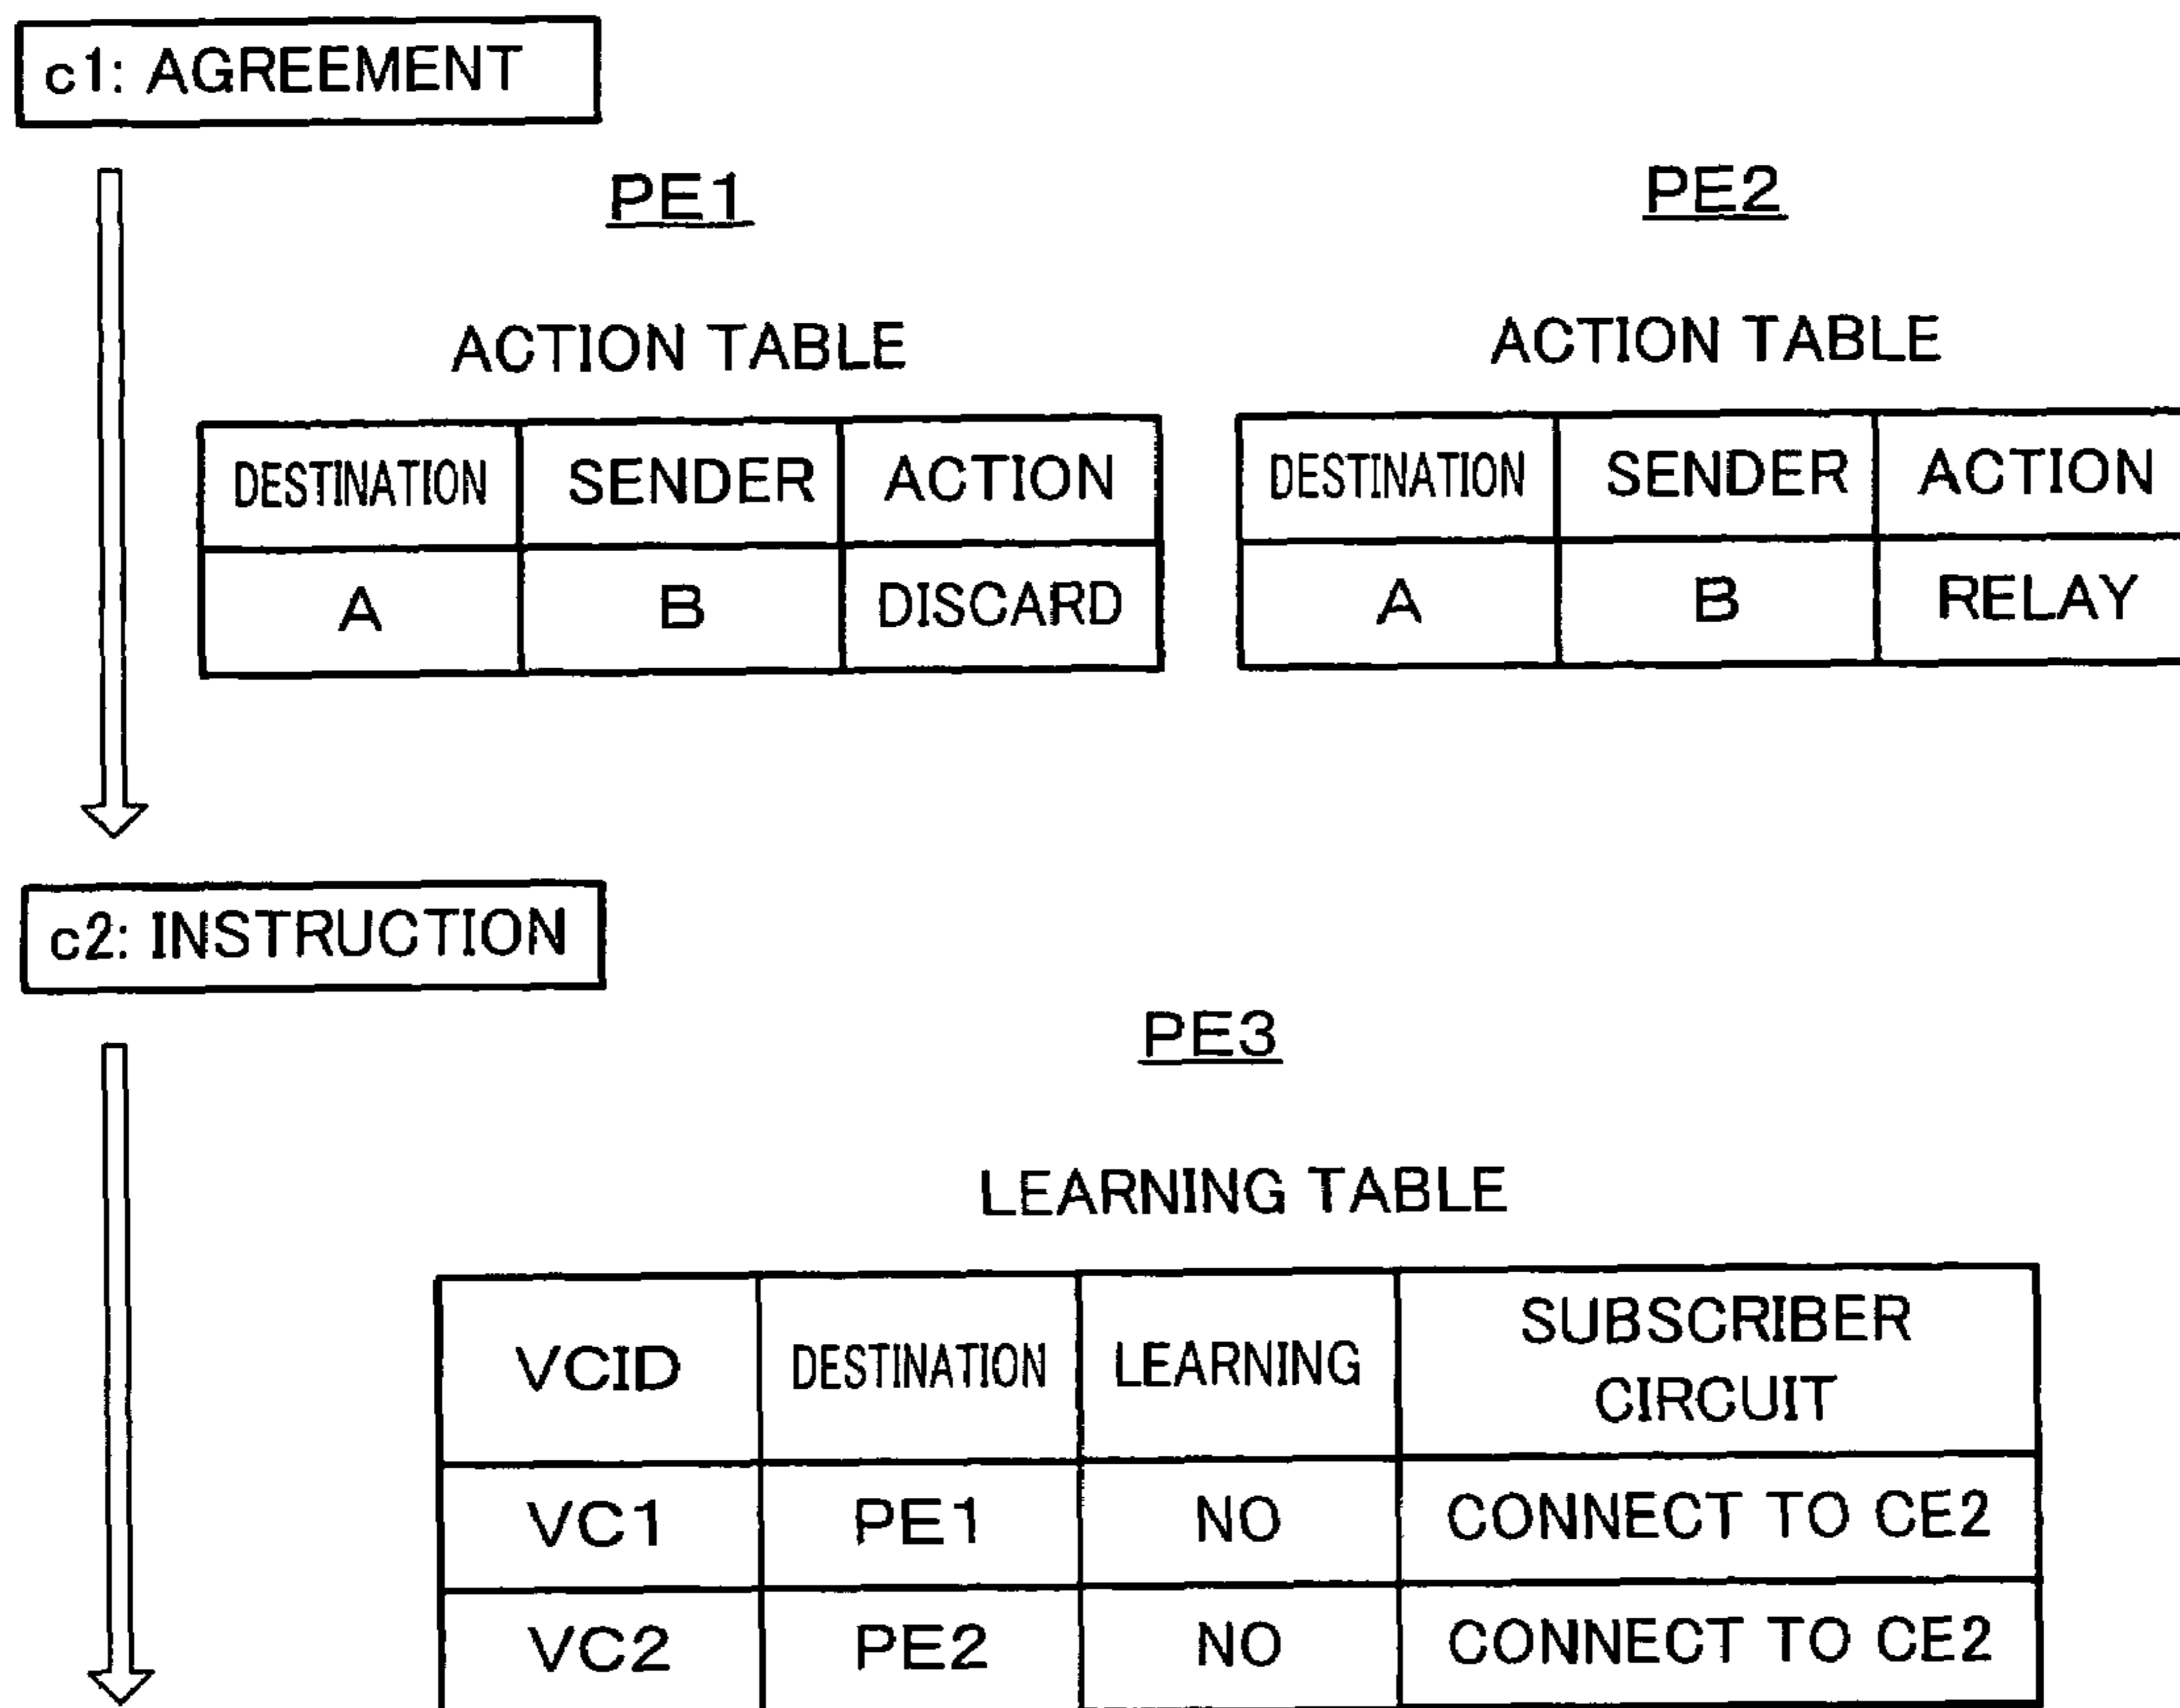 c1: AGREEMENT
PE1 PE2
ACTION TABLE ACTION TABLE
DESTINATION SENDER ACTION DESTINATION SENDER ACTION
A B DISCARD A B RELAY
c2: INSTRUCTION
PE3
LEARNING TABLE
VCID DESTINATION LEARNING SUBSCRIBER
CIRCUIT
VC1 PE1 NO CONNECT TO CE2
VC2 PE2 NO CONNECT TO CE2